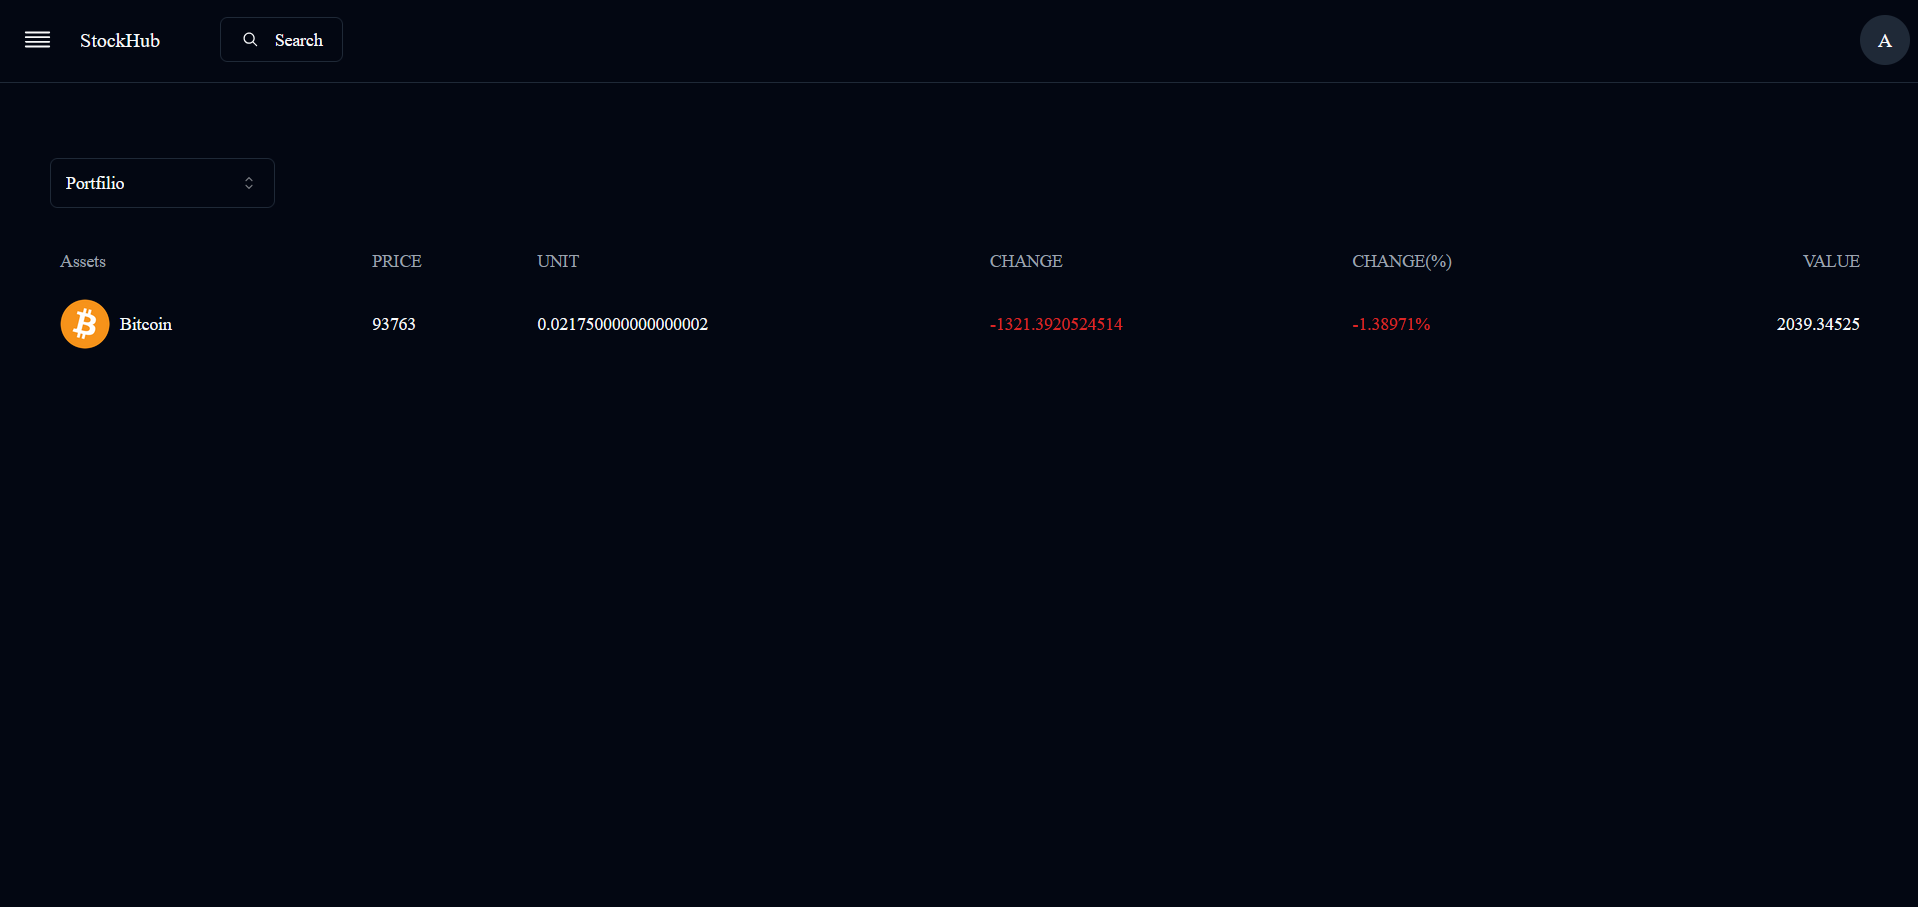 StockHub Search A
Portfilio
Assets PRICE UNIT CHANGE CHANGE(%) VALUE
Bitcoin 93763 0.021750000000000002 -1321.3920524514 -1.38971% 2039.34525